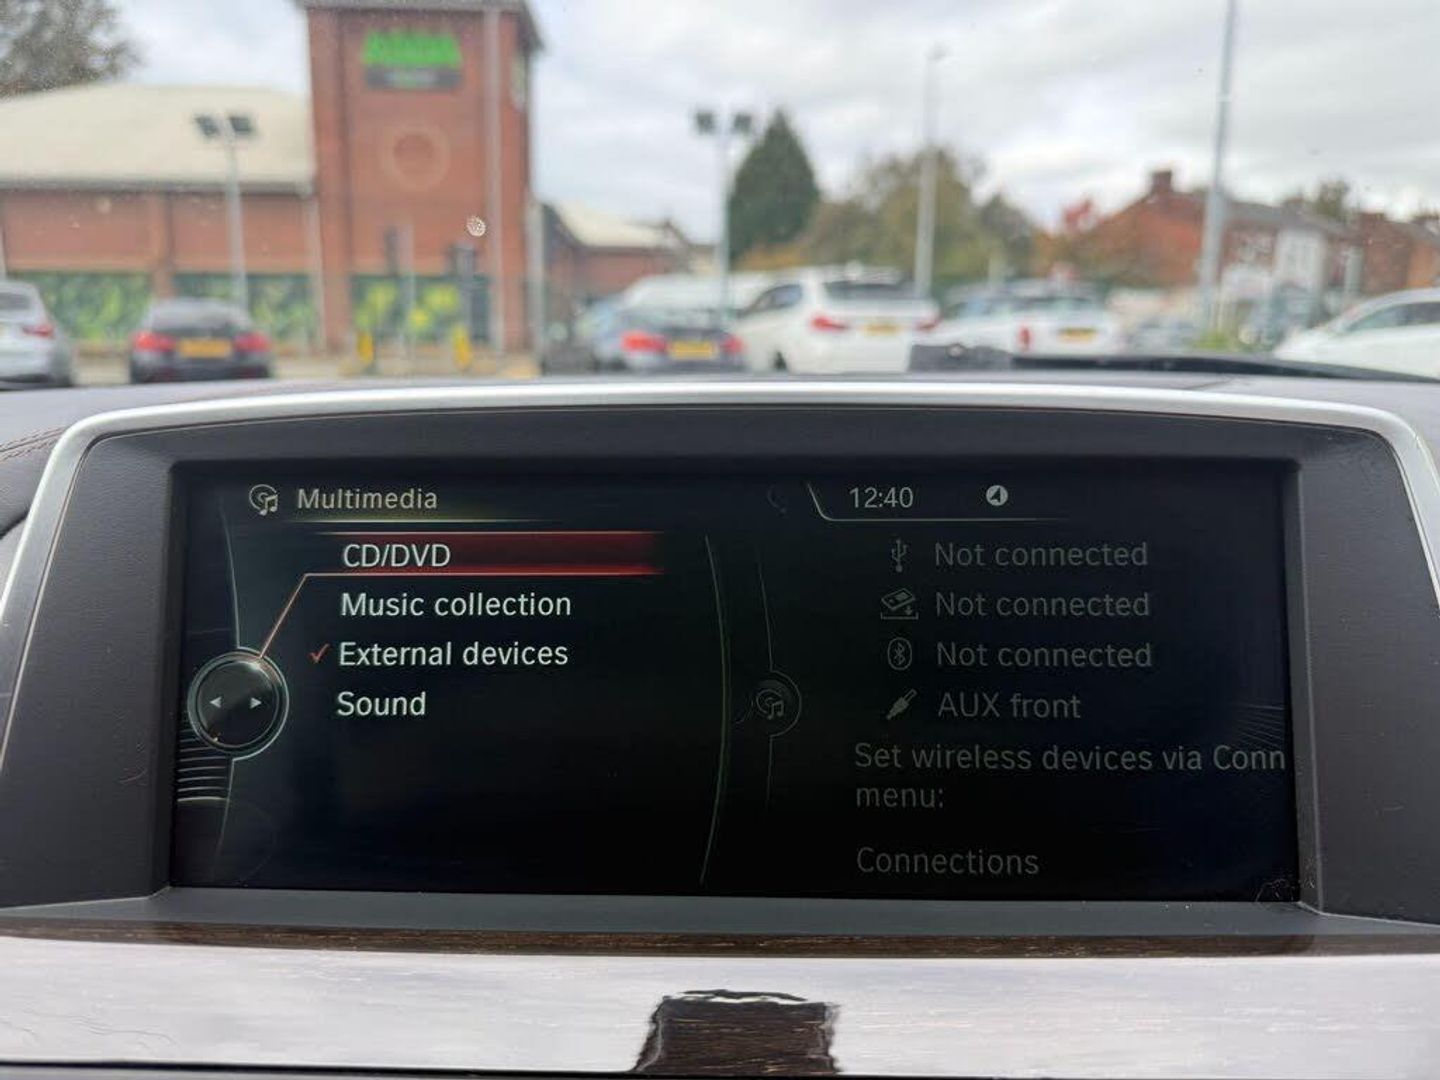 Multimedia
12:40
CD/DVD
Music collection
External devices
Sound
Not connected
Not connected
Not connected
AUX front
Set wireless devices via Conn
menu:
Connections